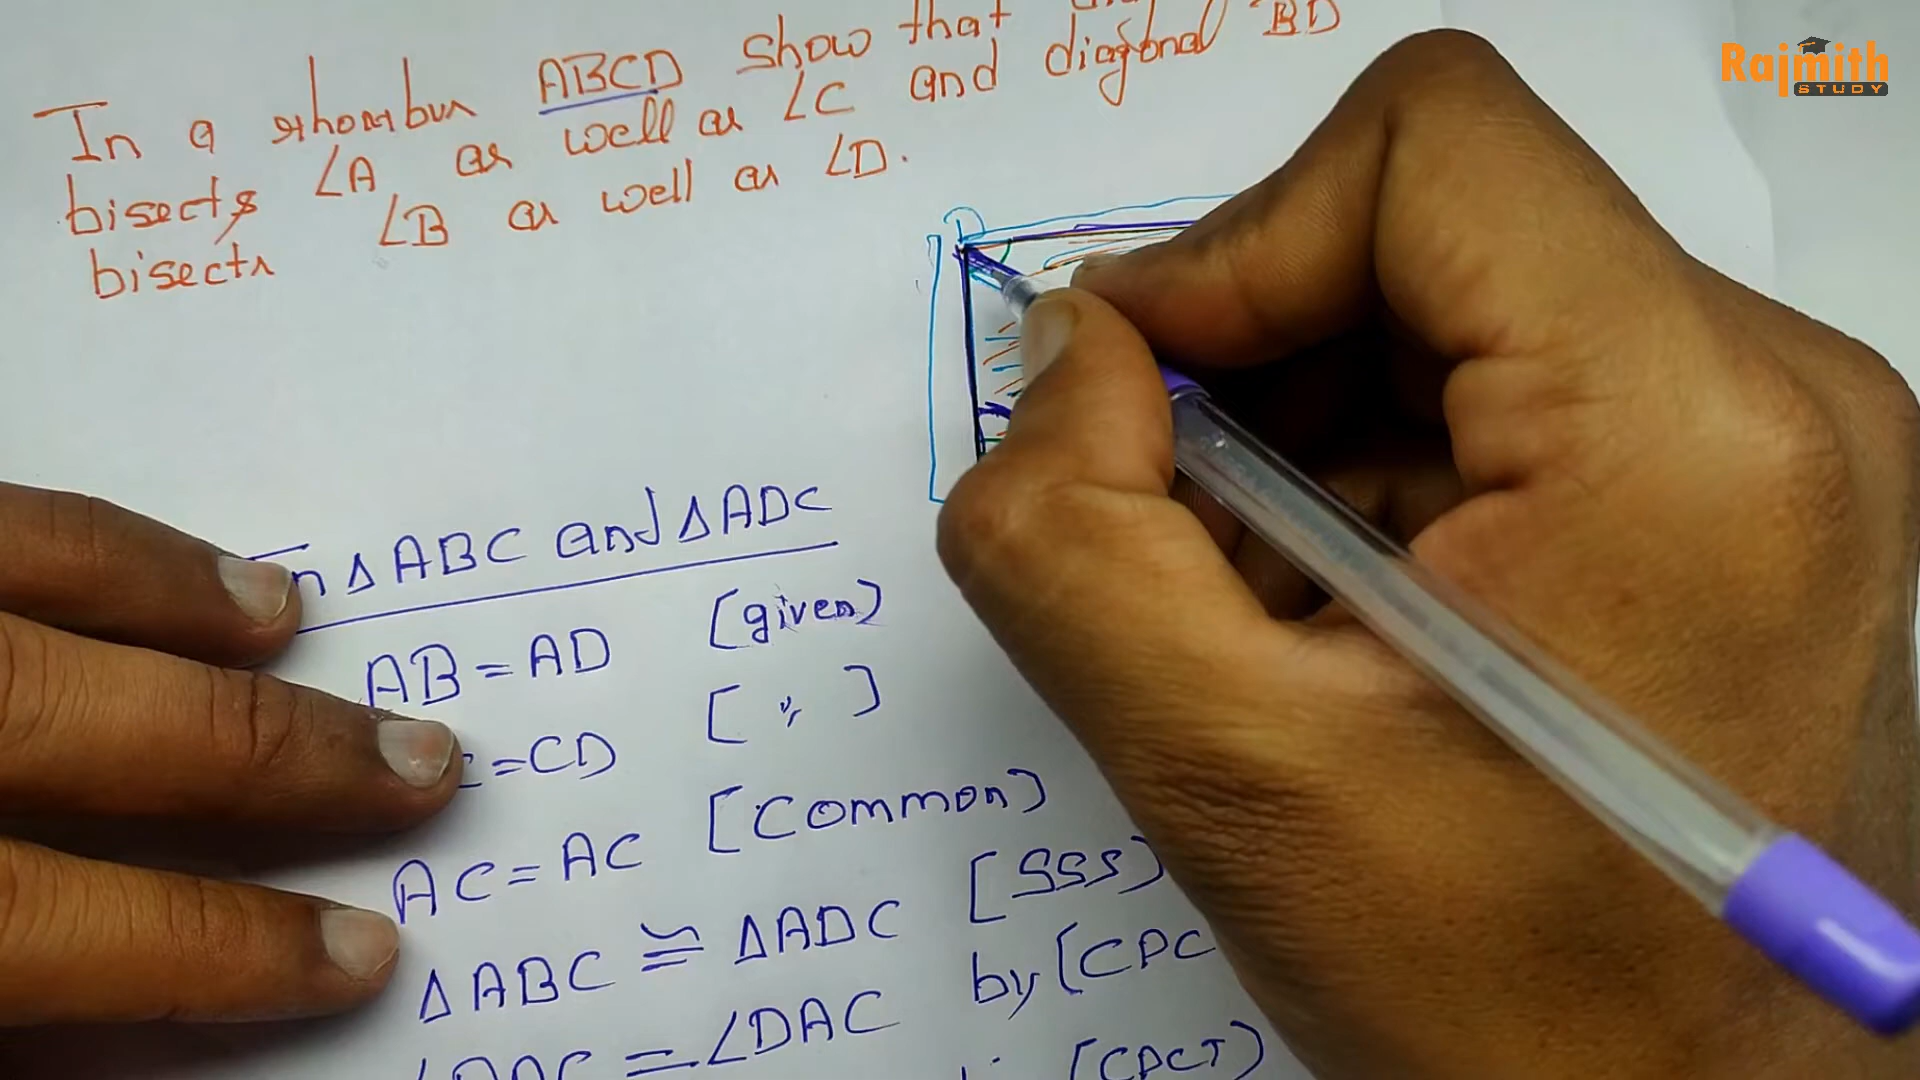 In a rhombus ABCD show that
bisects ∠A as well as ∠C and diagonal BD
bisects ∠B as well as ∠D.
Rajmith
STUDY
D
In △ABC and △ADC
AB = AD [given]
=CD [ " ]
AC = AC [Common]
△ABC ≅ △ADC [SSS]
= ∠DAC by [CPC
[CPCT]